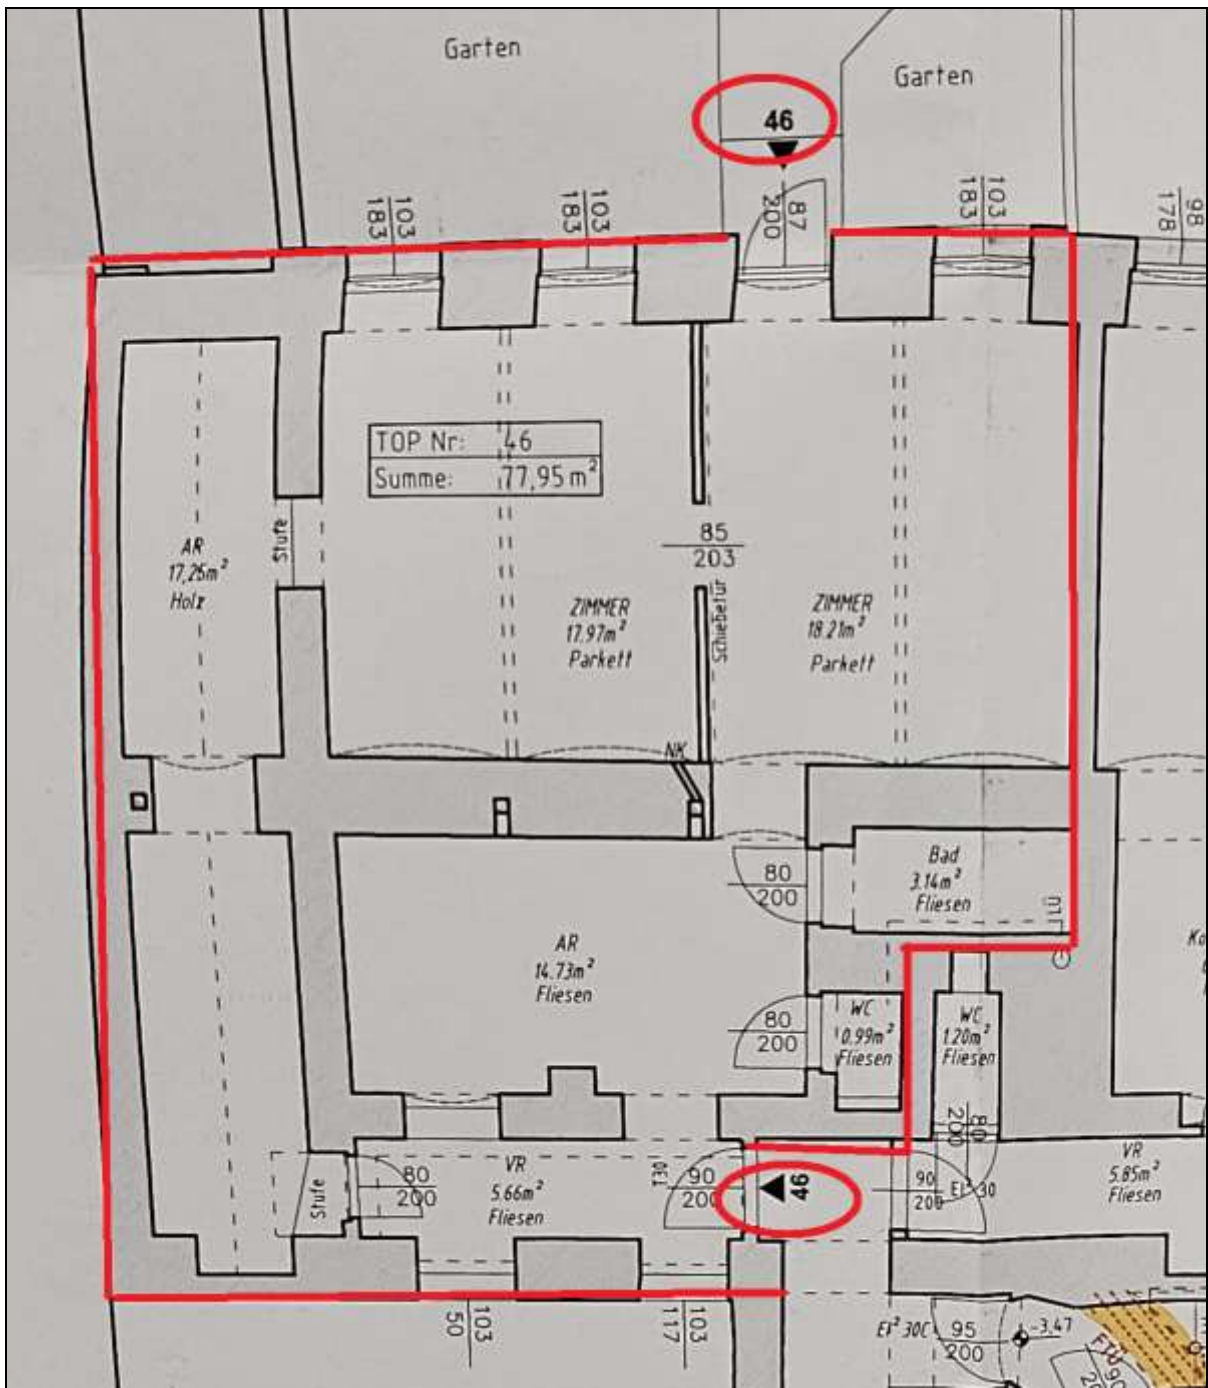 Garten
Garten
46
103
183
103
183
87
200
103
183
98
178
TOP Nr: 46
Summe: 77,95 m²
Stufe
85
203
AR
17,25m²
Holz
ZIMMER
17.97m²
Parkett
Schiebetür
ZIMMER
18.21m²
Parkett
NK
80
200
Bad
3.14m²
Fliesen
AR
14.73m²
Fliesen
Ko
80
200
WC
0.99m²
Fliesen
WC
1.20m²
Fliesen
80
200
Stufe
80
200
VR
5.66m²
Fliesen
90
200
46
90
200
EI² 30
VR
5.85m²
Fliesen
103
50
103
117
EI² 30C
95
200
-3,47